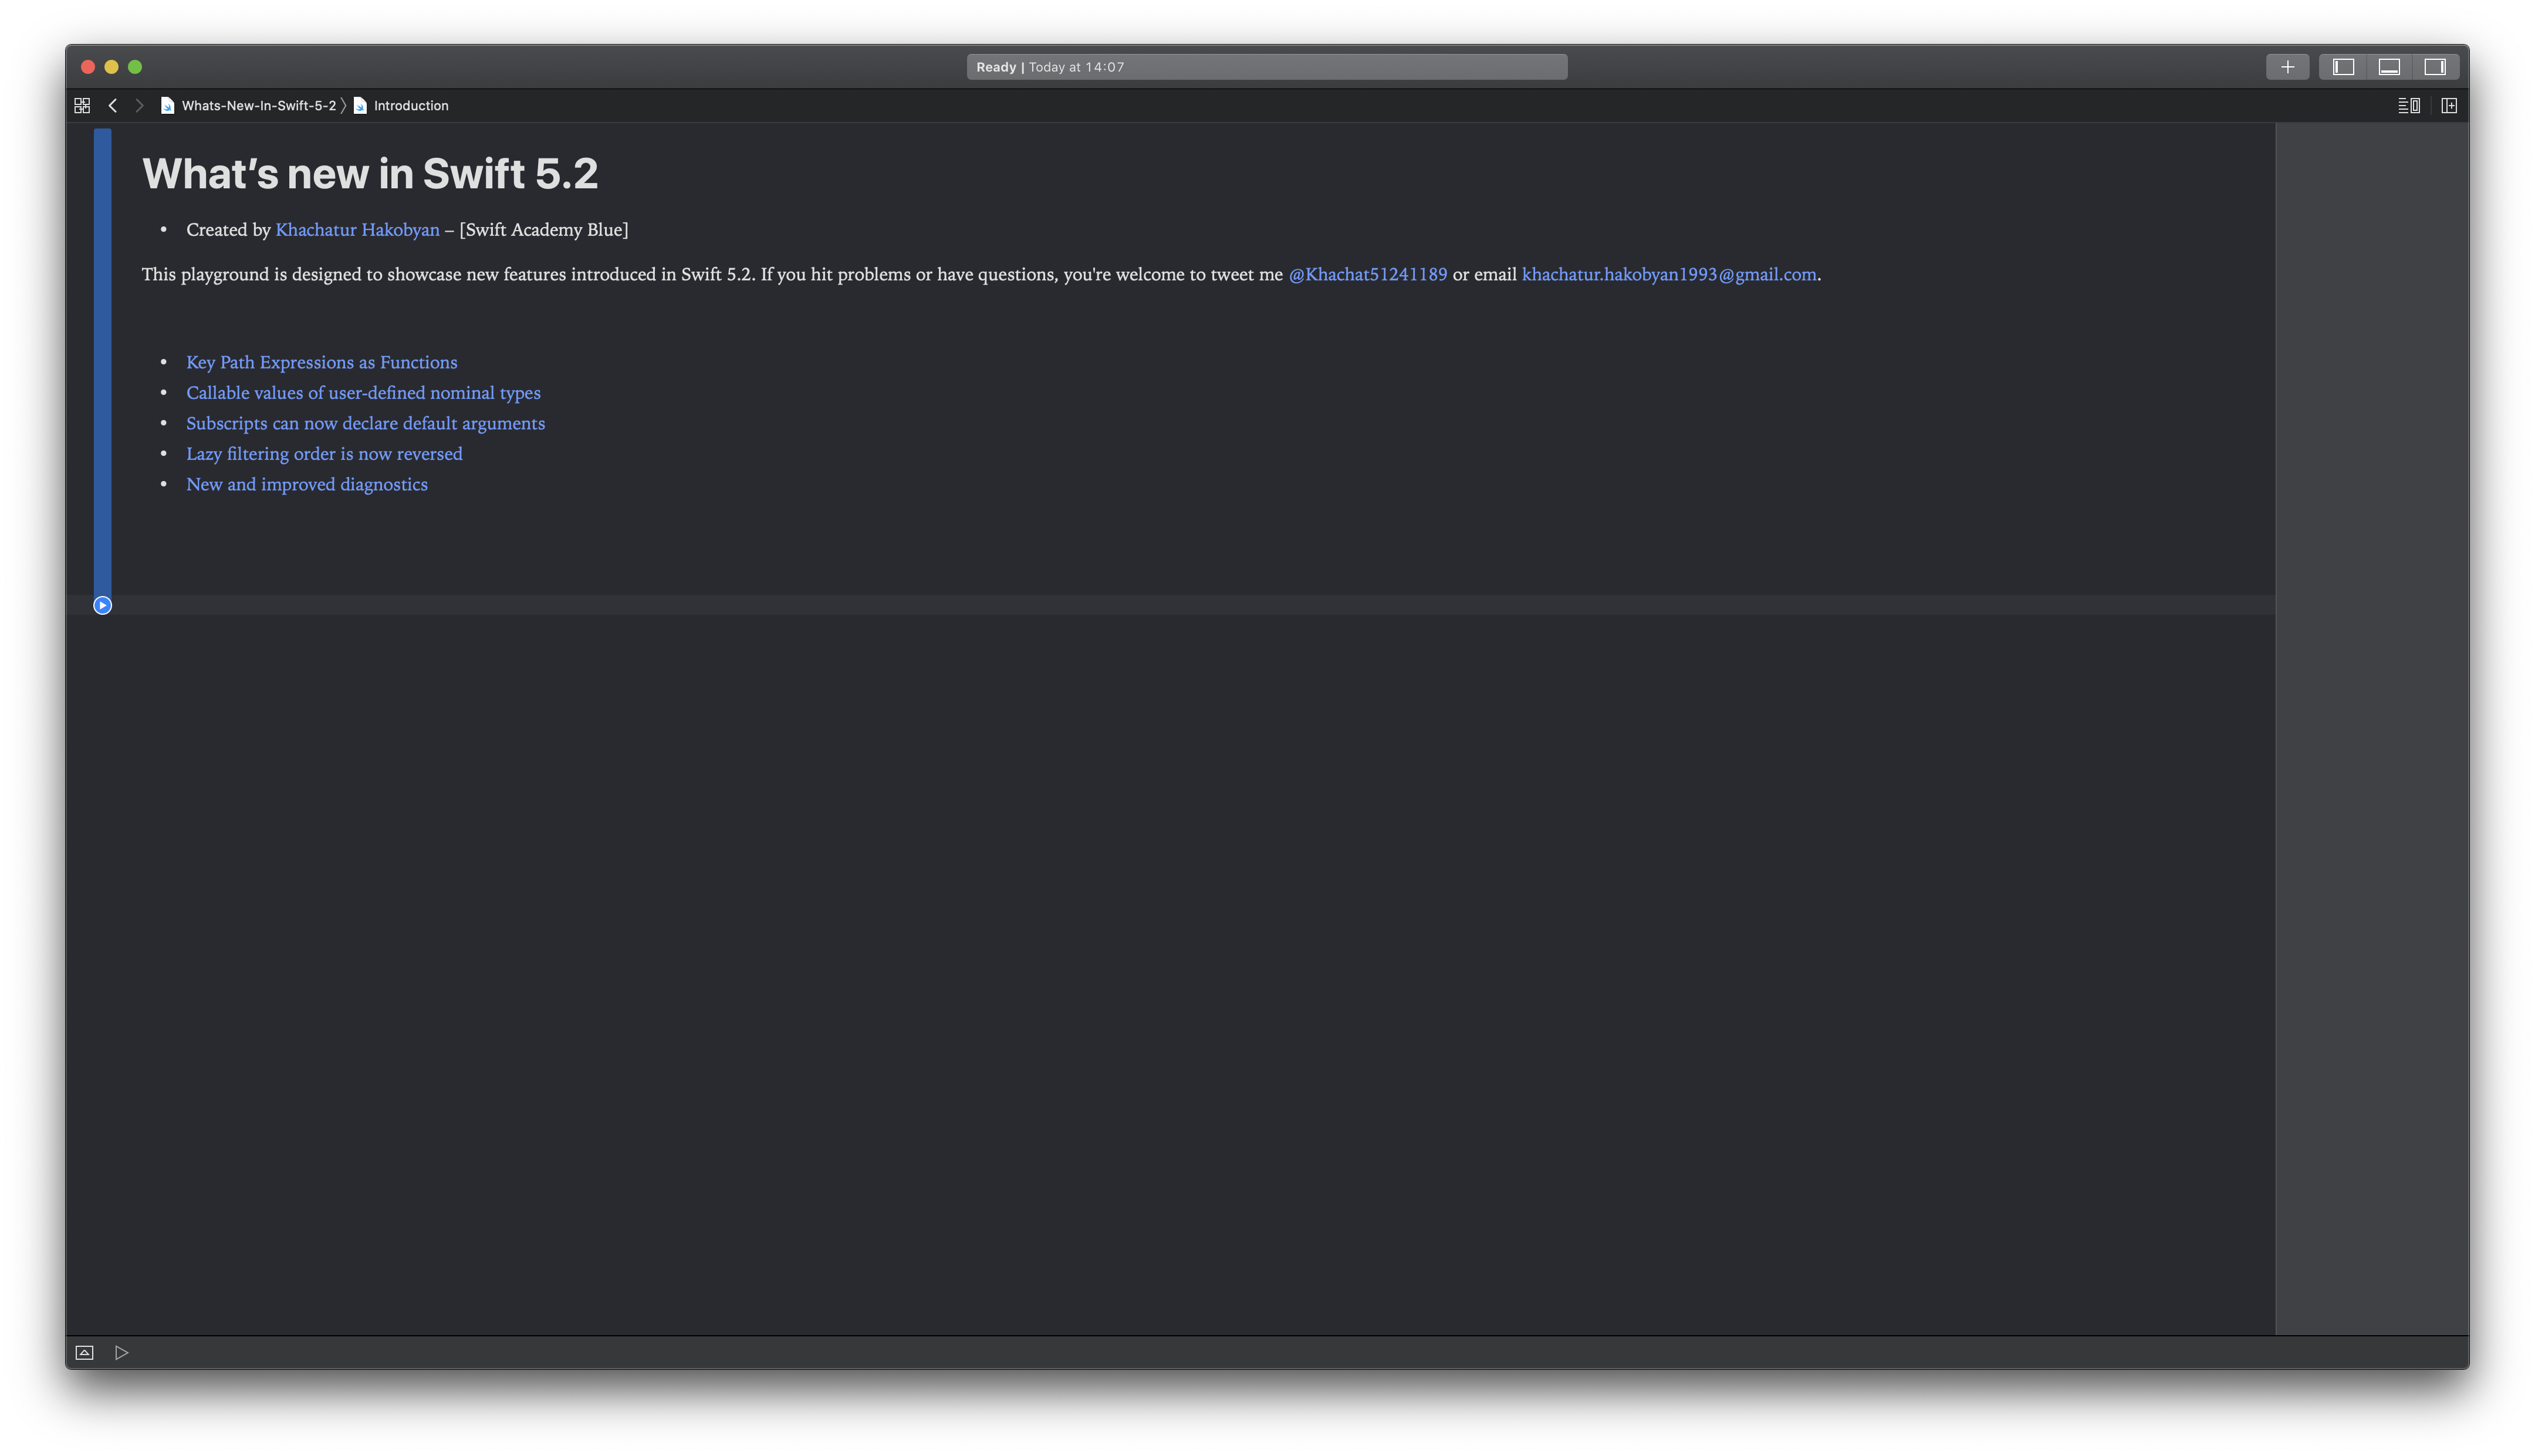 Ready | Today at 14:07
Whats-New-In-Swift-5-2 〉 Introduction
What’s new in Swift 5.2
• Created by Khachatur Hakobyan – [Swift Academy Blue]
This playground is designed to showcase new features introduced in Swift 5.2. If you hit problems or have questions, you're welcome to tweet me @Khachat51241189 or email khachatur.hakobyan1993@gmail.com.
• Key Path Expressions as Functions
• Callable values of user-defined nominal types
• Subscripts can now declare default arguments
• Lazy filtering order is now reversed
• New and improved diagnostics